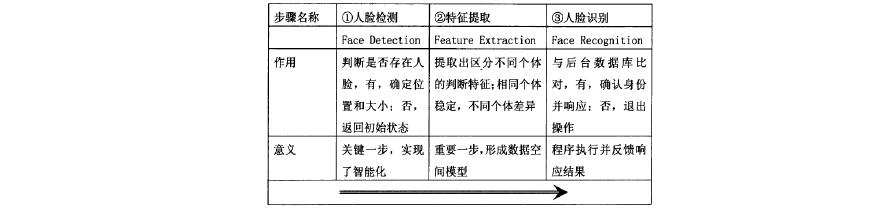 步骤名称 ①人脸检测 ②特征提取 ③人脸识别
Face Detection Feature Extraction Face Recognition
作用 判断是否存在人 提取出区分不同个体 与后台数据库比
脸，有，确定位 的判断特征；相同个体 对，有，确认身份
置和大小；否， 稳定，不同个体差异 并响应；否，退出
返回初始状态 操作
意义 关键一步，实现 重要一步，形成数据空 程序执行并反馈响
了智能化 间模型 应结果